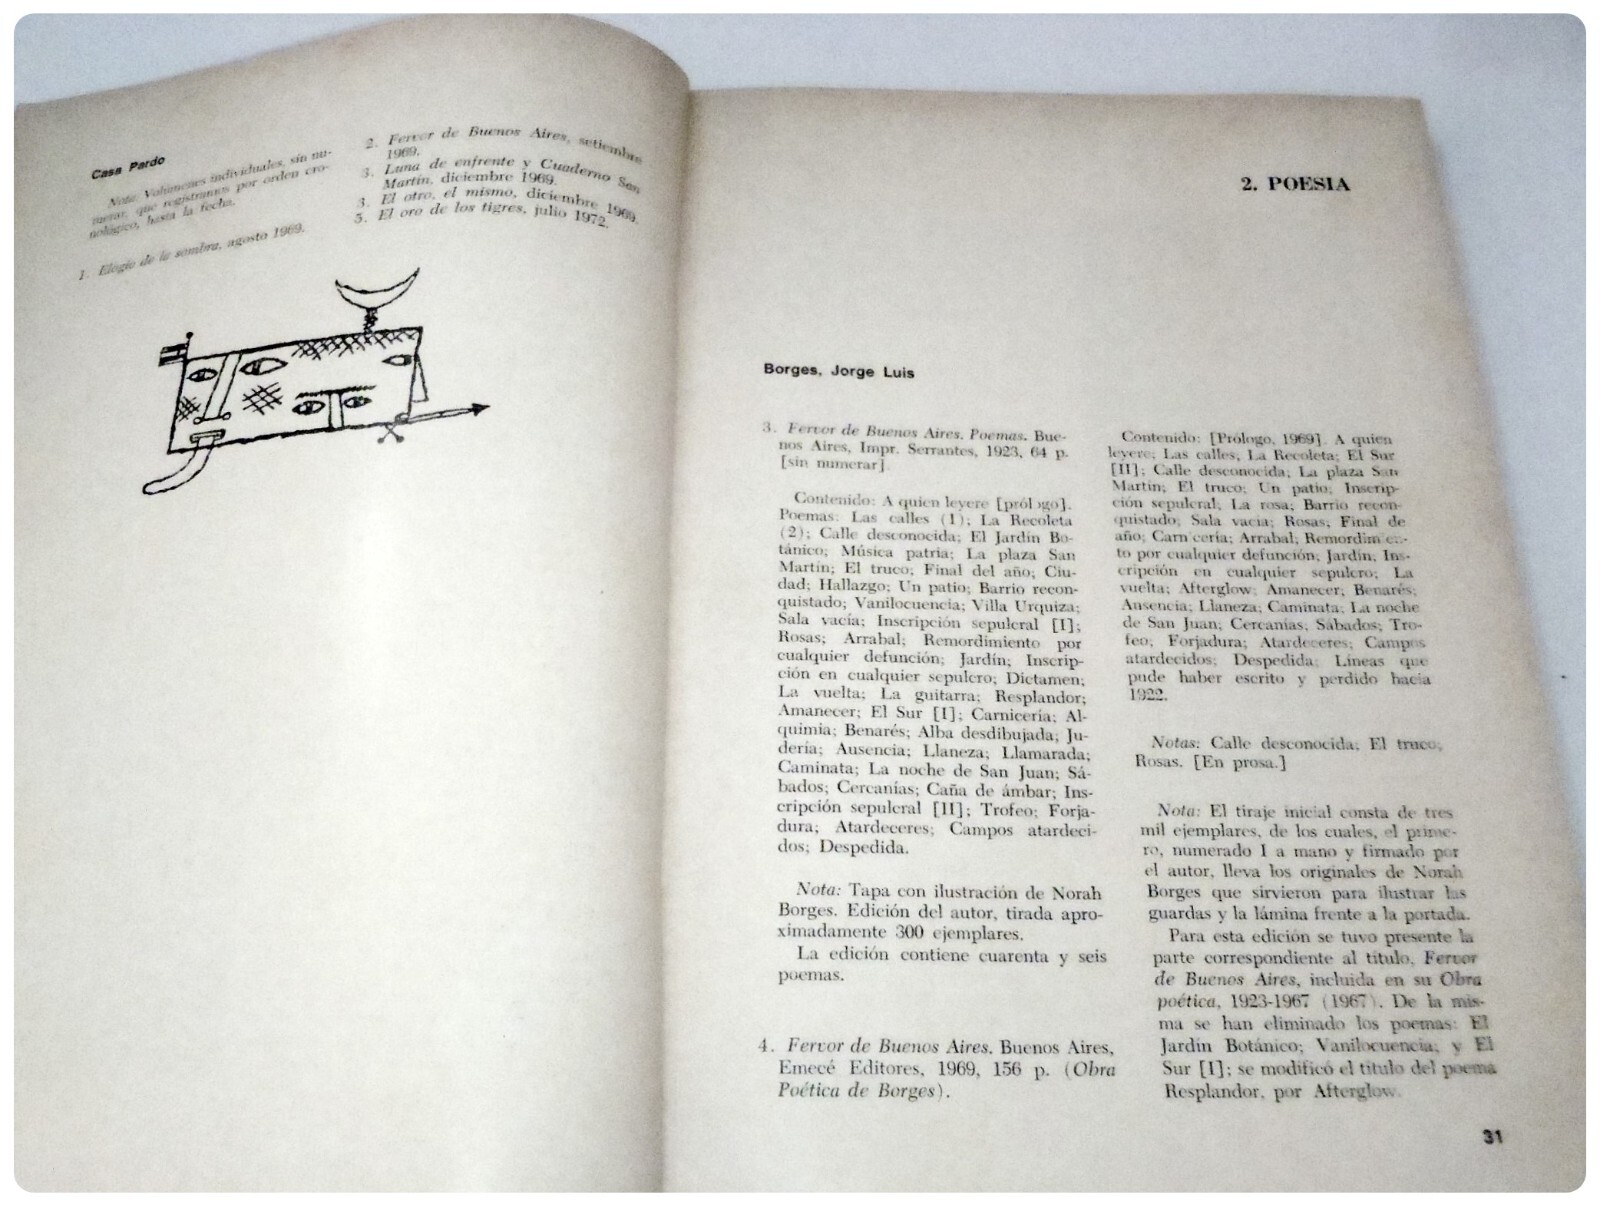 Casa Pardo
Nota: Volúmenes individuales, sin nu-
merar, que registramos por orden cro-
nológico, hasta la fecha.
1. Elogio de la sombra, agosto 1969.
2. Fervor de Buenos Aires, setiembre
1969.
3. Luna de enfrente y Cuaderno San
Martín, diciembre 1969.
3. El otro, el mismo, diciembre 1969.
5. El oro de los tigres, julio 1972.
2. POESIA
Borges, Jorge Luis
3. Fervor de Buenos Aires. Poemas. Bue-
nos Aires, Impr. Serrantes, 1923, 64 p.
[sin numerar]
Contenido: A quien leyere [prólogo].
Poemas: Las calles (1); La Recoleta
(2); Calle desconocida; El Jardín Bo-
tánico; Música patria; La plaza San
Martín; El truco; Final del año; Ciu-
dad; Hallazgo; Un patio; Barrio recon-
quistado; Vanilocuencia; Villa Urquiza;
Sala vacía; Inscripción sepulcral [I];
Rosas; Arrabal; Remordimiento por
cualquier defunción; Jardín; Inscrip-
ción en cualquier sepulcro; Dictamen;
La vuelta; La guitarra; Resplandor;
Amanecer; El Sur [I]; Carnicería; Al-
quimia; Benarés; Alba desdibujada; Ju-
dería; Ausencia; Llaneza; Llamarada;
Caminata; La noche de San Juan; Sá-
bados; Cercanías; Caña de ámbar; Ins-
cripción sepulcral [II]; Trofeo; Forja-
dura; Atardeceres; Campos atardeci-
dos; Despedida.
Nota: Tapa con ilustración de Norah
Borges. Edición del autor, tirada apro-
ximadamente 300 ejemplares.
La edición contiene cuarenta y seis
poemas.
4. Fervor de Buenos Aires. Buenos Aires,
Emecé Editores, 1969, 156 p. (Obra
Poética de Borges).
Contenido: [Prólogo, 1969]. A quien
leyere; Las calles; La Recoleta; El Sur
[II]; Calle desconocida; La plaza San
Martín; El truco; Un patio; Inscrip-
ción sepulcral; La rosa; Barrio recon-
quistado; Sala vacía; Rosas; Final de
año; Carnicería; Arrabal; Remordimien-
to por cualquier defunción; Jardín; Ins-
cripción en cualquier sepulcro; La
vuelta; Afterglow; Amanecer; Benarés;
Ausencia; Llaneza; Caminata; La noche
de San Juan; Cercanías; Sábados; Tro-
feo; Forjadura; Atardeceres; Campos
atardecidos; Despedida; Líneas que
pude haber escrito y perdido hacia
1922.
Notas: Calle desconocida; El truco;
Rosas. [En prosa.]
Nota: El tiraje inicial consta de tres
mil ejemplares, de los cuales, el prime-
ro, numerado 1 a mano y firmado por
el autor, lleva los originales de Norah
Borges que sirvieron para ilustrar las
guardas y la lámina frente a la portada.
Para esta edición se tuvo presente la
parte correspondiente al título, Fervor
de Buenos Aires, incluida en su Obra
poética, 1923-1967 (1967). De la mis-
ma se han eliminado los poemas: El
Jardín Botánico; Vanilocuencia, y El
Sur [I]; se modificó el título del poema
Resplandor, por Afterglow.
31